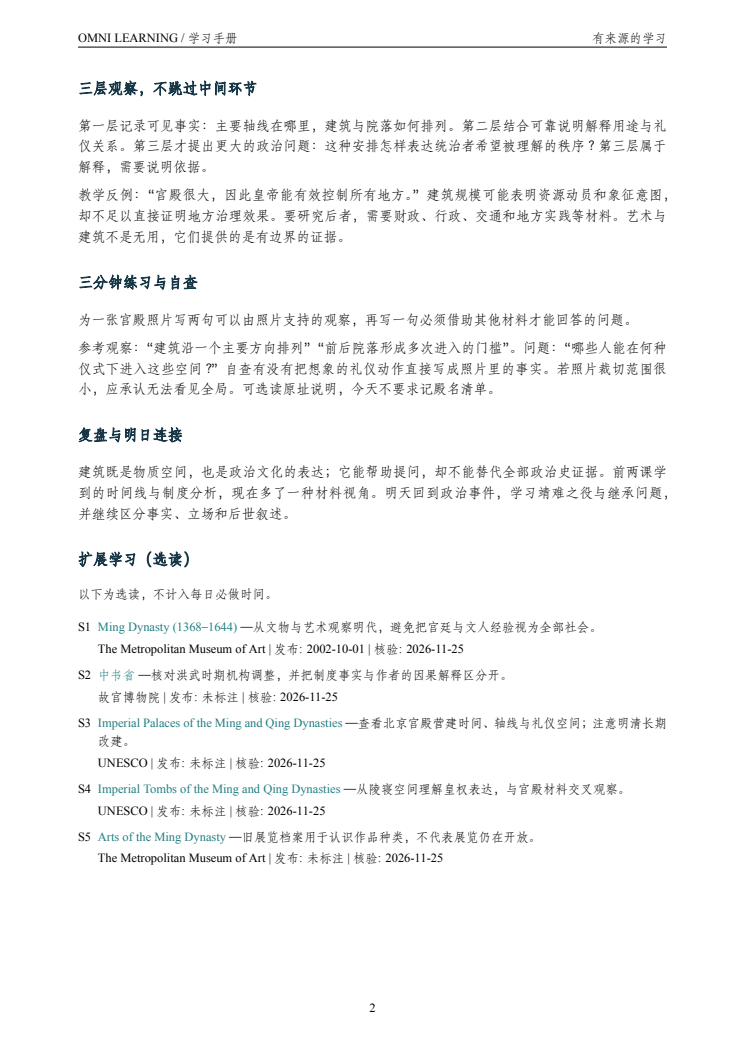 OMNI LEARNING / 学习手册
有来源的学习
三层观察，不跳过中间环节
第一层记录可见事实：主要轴线在哪里，建筑与院落如何排列。第二层结合可靠说明解释用途与礼
仪关系。第三层才提出更大的政治问题：这种安排怎样表达统治者希望被理解的秩序？第三层属于
解释，需要说明依据。
教学反例：“宫殿很大，因此皇帝能有效控制所有地方。”建筑规模可能表明资源动员和象征意图，
却不足以直接证明地方治理效果。要研究后者，需要财政、行政、交通和地方实践等材料。艺术与
建筑不是无用，它们提供的是有边界的证据。
三分钟练习与自查
为一张宫殿照片写两句可以由照片支持的观察，再写一句必须借助其他材料才能回答的问题。
参考观察：“建筑沿一个主要方向排列”“前后院落形成多次进入的门槛”。问题：“哪些人能在何种
仪式下进入这些空间？”自查有没有把想象的礼仪动作直接写成照片里的事实。若照片裁切范围很
小，应承认无法看见全局。可选读原址说明，今天不要求记殿名清单。
复盘与明日连接
建筑既是物质空间，也是政治文化的表达；它能帮助提问，却不能替代全部政治史证据。前两课学
到的时间线与制度分析，现在多了一种材料视角。明天回到政治事件，学习靖难之役与继承问题，
并继续区分事实、立场和后世叙述。
扩展学习（选读）
以下为选读，不计入每日必做时间。
S1 Ming Dynasty (1368–1644) —从文物与艺术观察明代，避免把宫廷与文人经验视为全部社会。
The Metropolitan Museum of Art | 发布: 2002-10-01 | 核验: 2026-11-25
S2 中书省 —核对洪武时期机构调整，并把制度事实与作者的因果解释区分开。
故宫博物院 | 发布: 未标注 | 核验: 2026-11-25
S3 Imperial Palaces of the Ming and Qing Dynasties —查看北京宫殿营建时间、轴线与礼仪空间；注意明清长期
改建。
UNESCO | 发布: 未标注 | 核验: 2026-11-25
S4 Imperial Tombs of the Ming and Qing Dynasties —从陵寝空间理解皇权表达，与宫殿材料交叉观察。
UNESCO | 发布: 未标注 | 核验: 2026-11-25
S5 Arts of the Ming Dynasty —旧展览档案用于认识作品种类，不代表展览仍在开放。
The Metropolitan Museum of Art | 发布: 未标注 | 核验: 2026-11-25
2